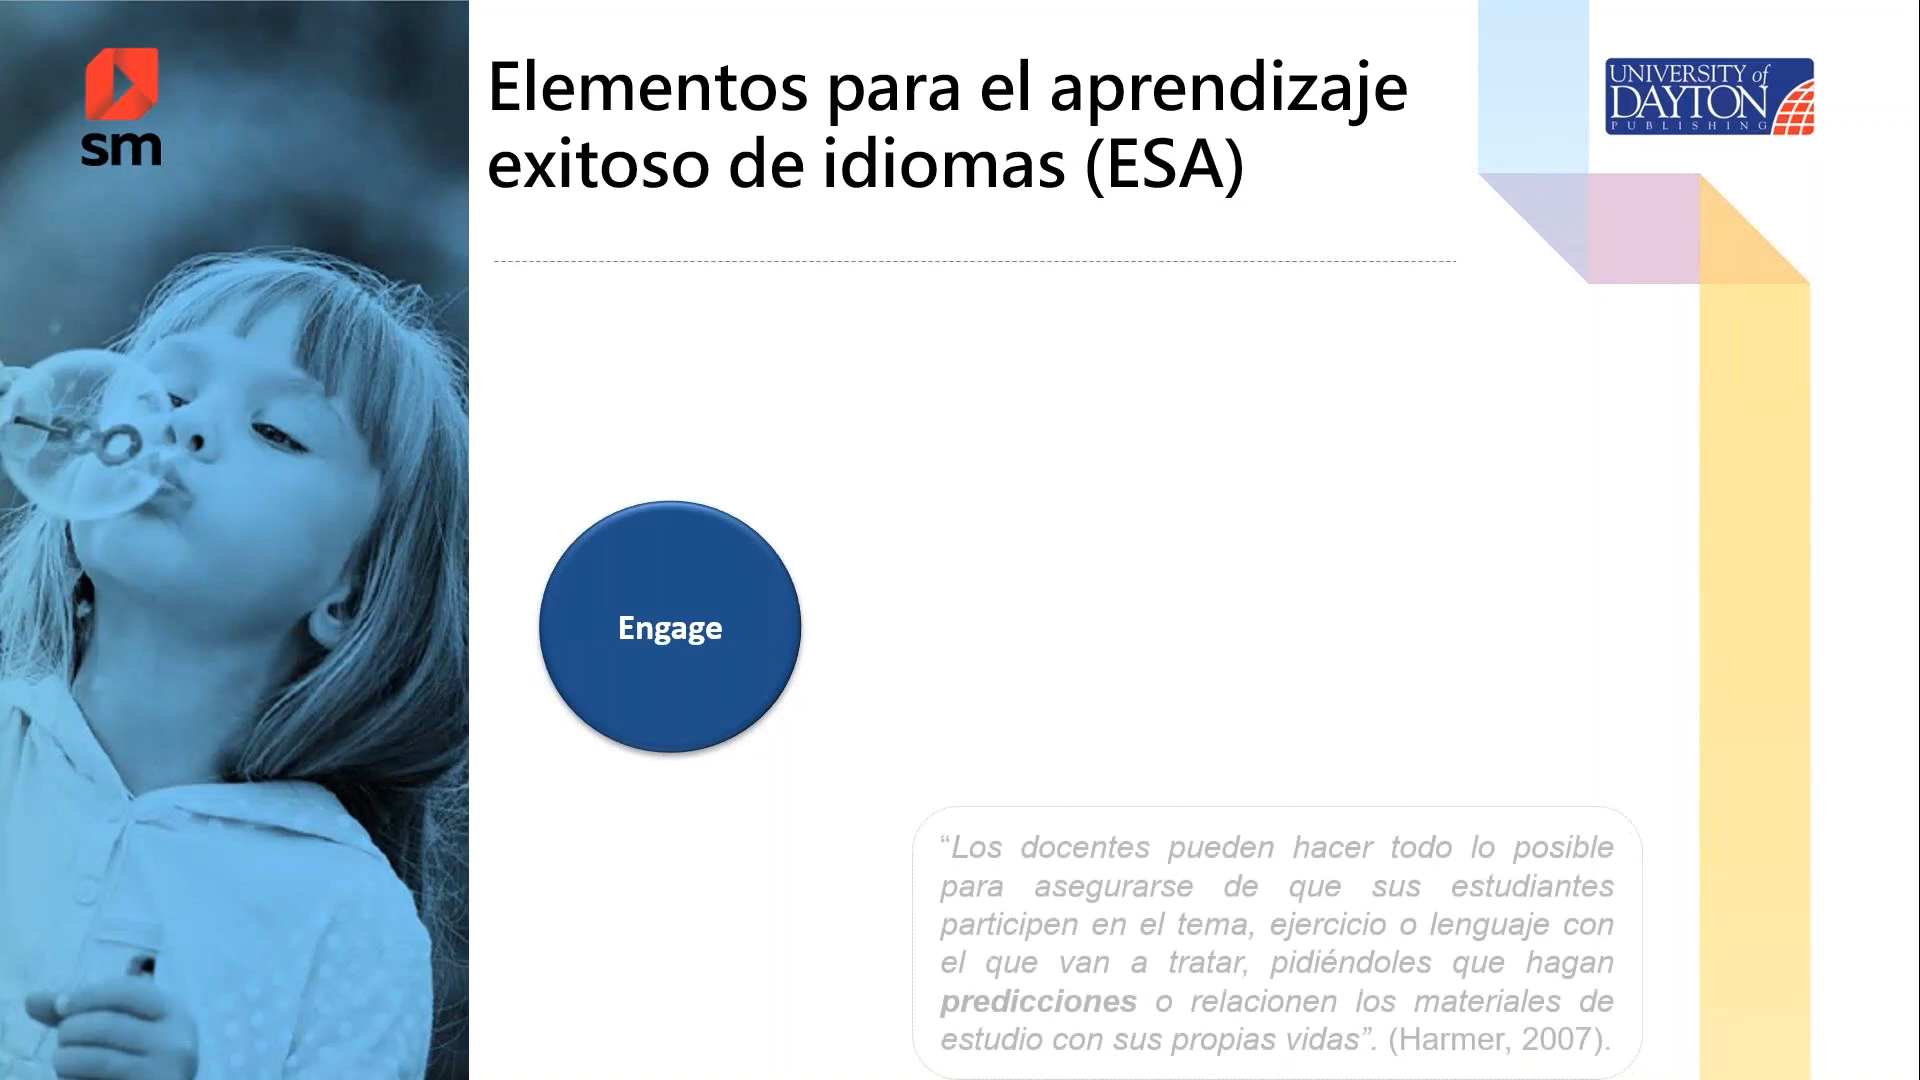 sm
Elementos para el aprendizaje
exitoso de idiomas (ESA)
UNIVERSITY of
DAYTON
PUBLISHING
Engage
“Los docentes pueden hacer todo lo posible
para asegurarse de que sus estudiantes
participen en el tema, ejercicio o lenguaje con
el que van a tratar, pidiéndoles que hagan
predicciones o relacionen los materiales de
estudio con sus propias vidas”. (Harmer, 2007).